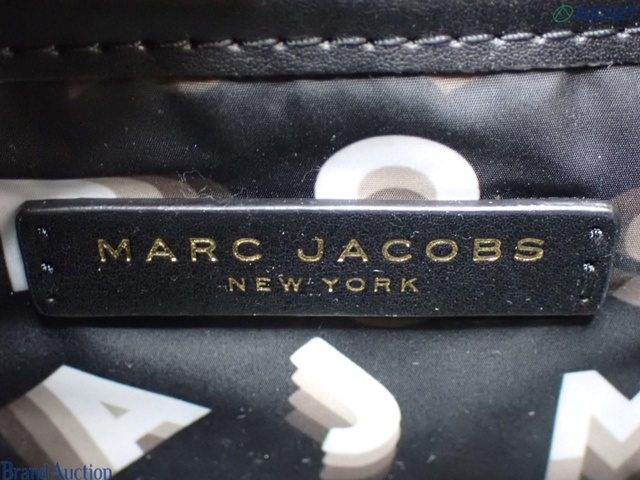 MARC JACOBS
NEW YORK
A J M
Brand Auction